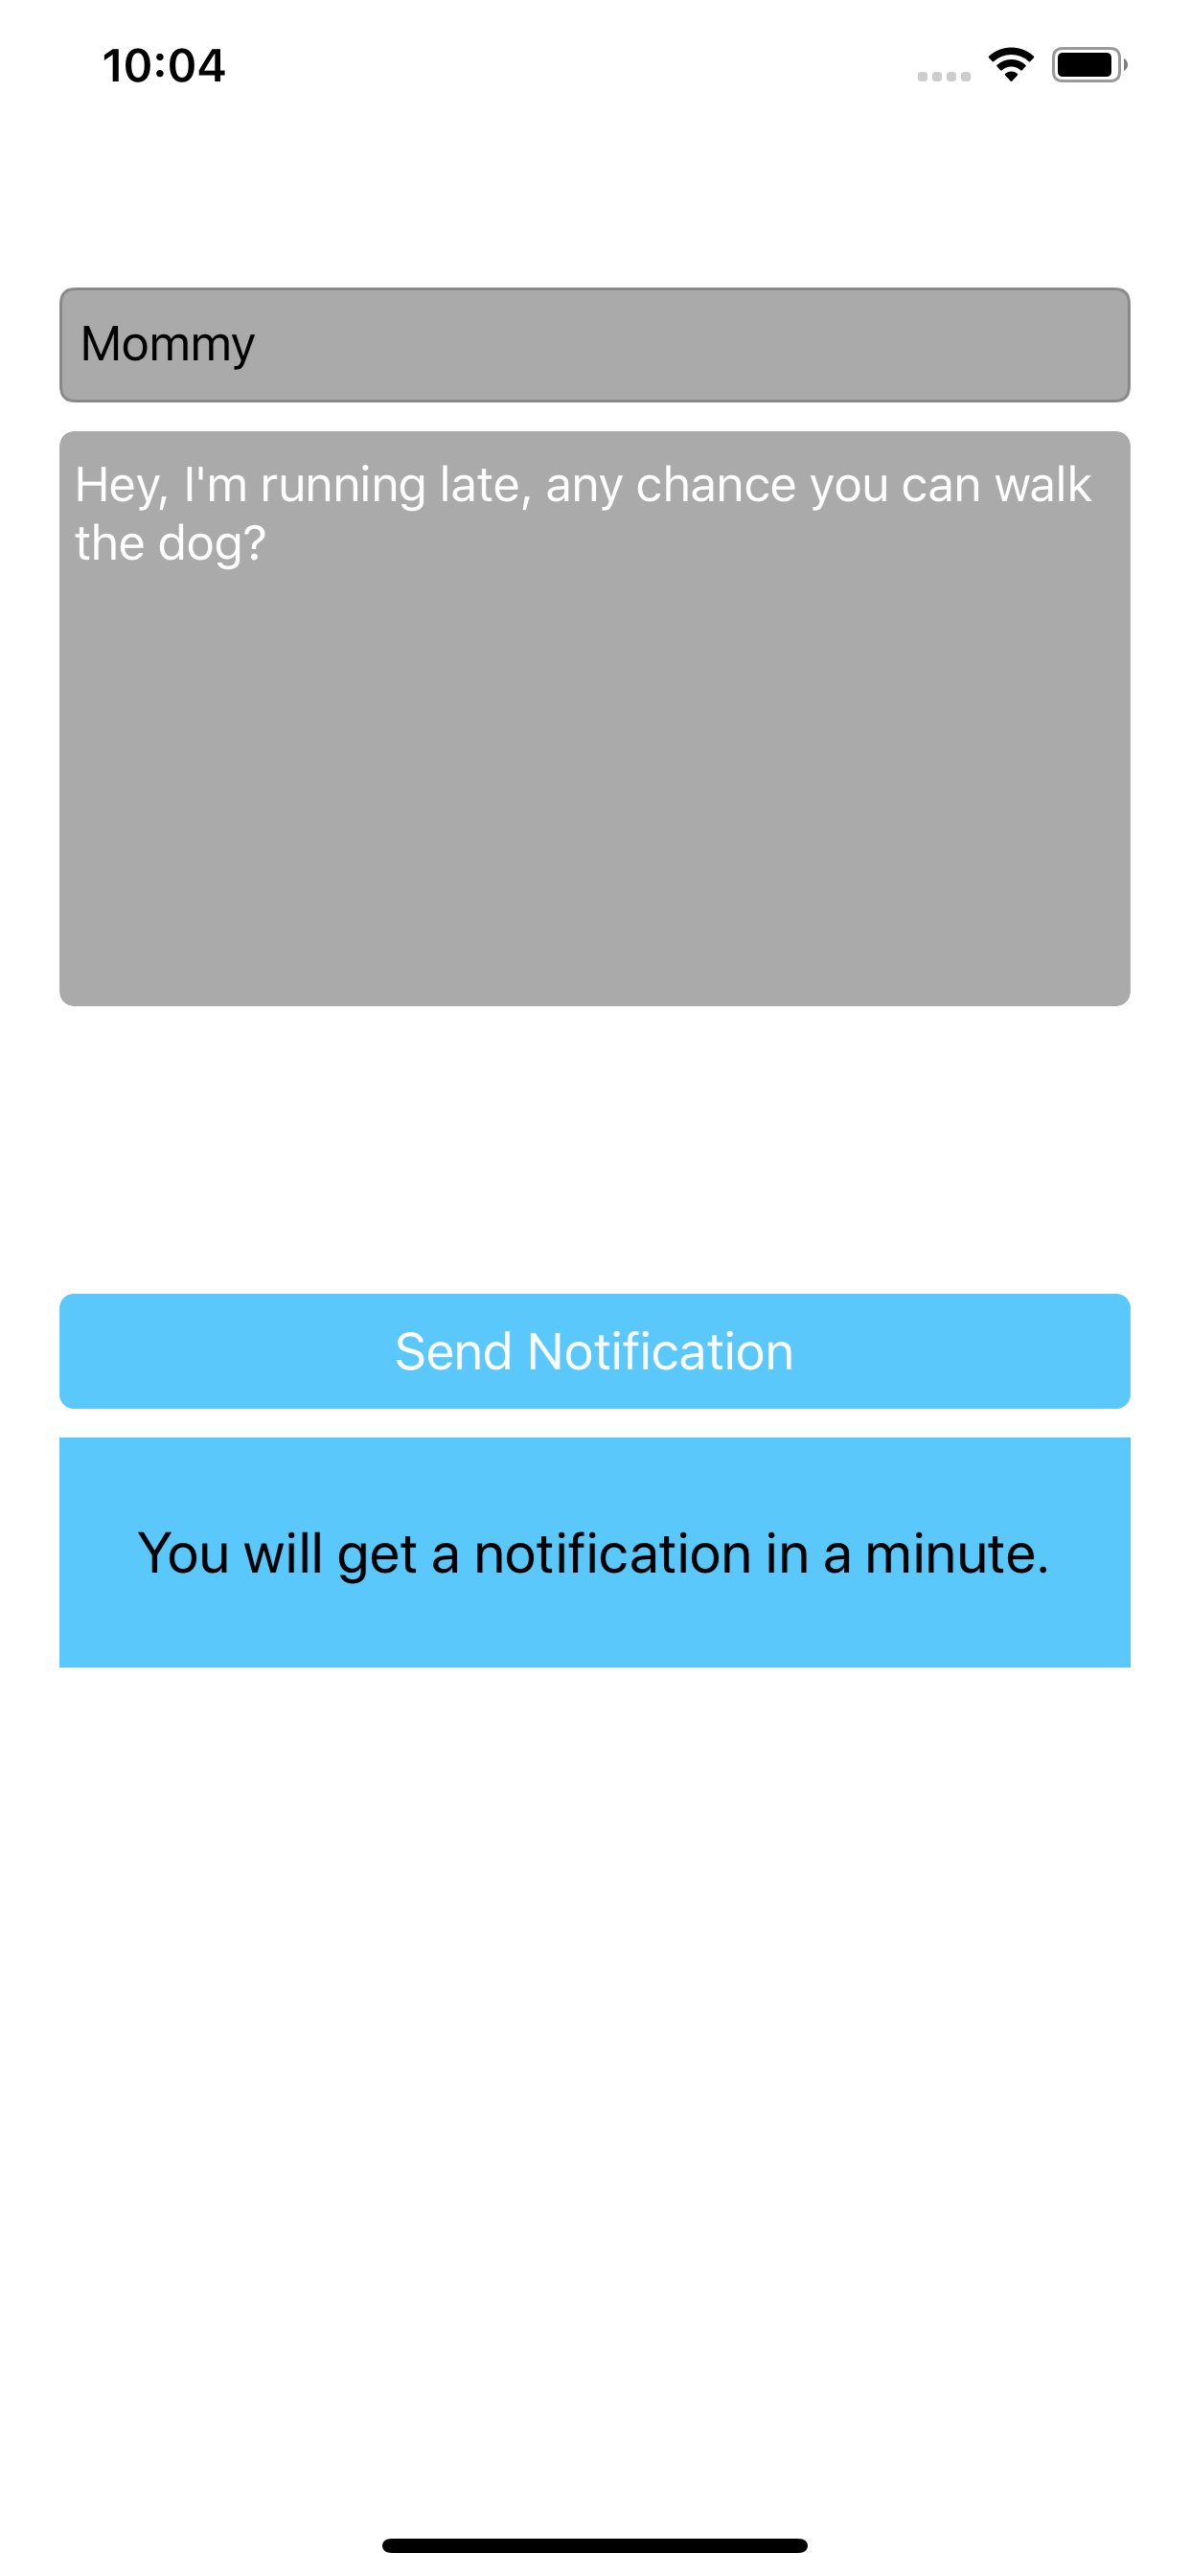 10:04
Mommy
Hey, I'm running late, any chance you can walk
the dog?
Send Notification
You will get a notification in a minute.